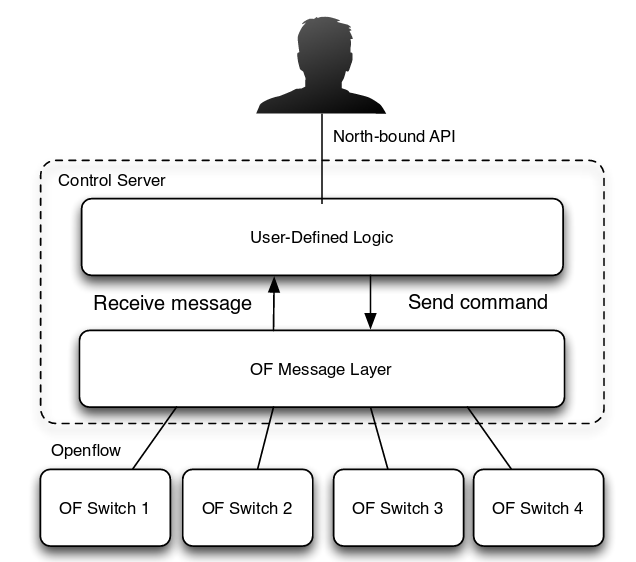 North-bound API
Control Server
User-Defined Logic
Receive message
Send command
OF Message Layer
Openflow
OF Switch 1
OF Switch 2
OF Switch 3
OF Switch 4